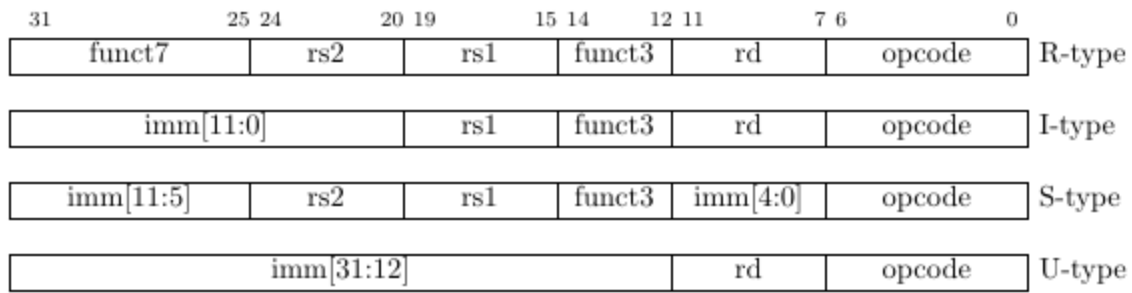 31 25 24 20 19 15 14 12 11 7 6 0
funct7 rs2 rs1 funct3 rd opcode R-type
imm[11:0] rs1 funct3 rd opcode I-type
imm[11:5] rs2 rs1 funct3 imm[4:0] opcode S-type
imm[31:12] rd opcode U-type